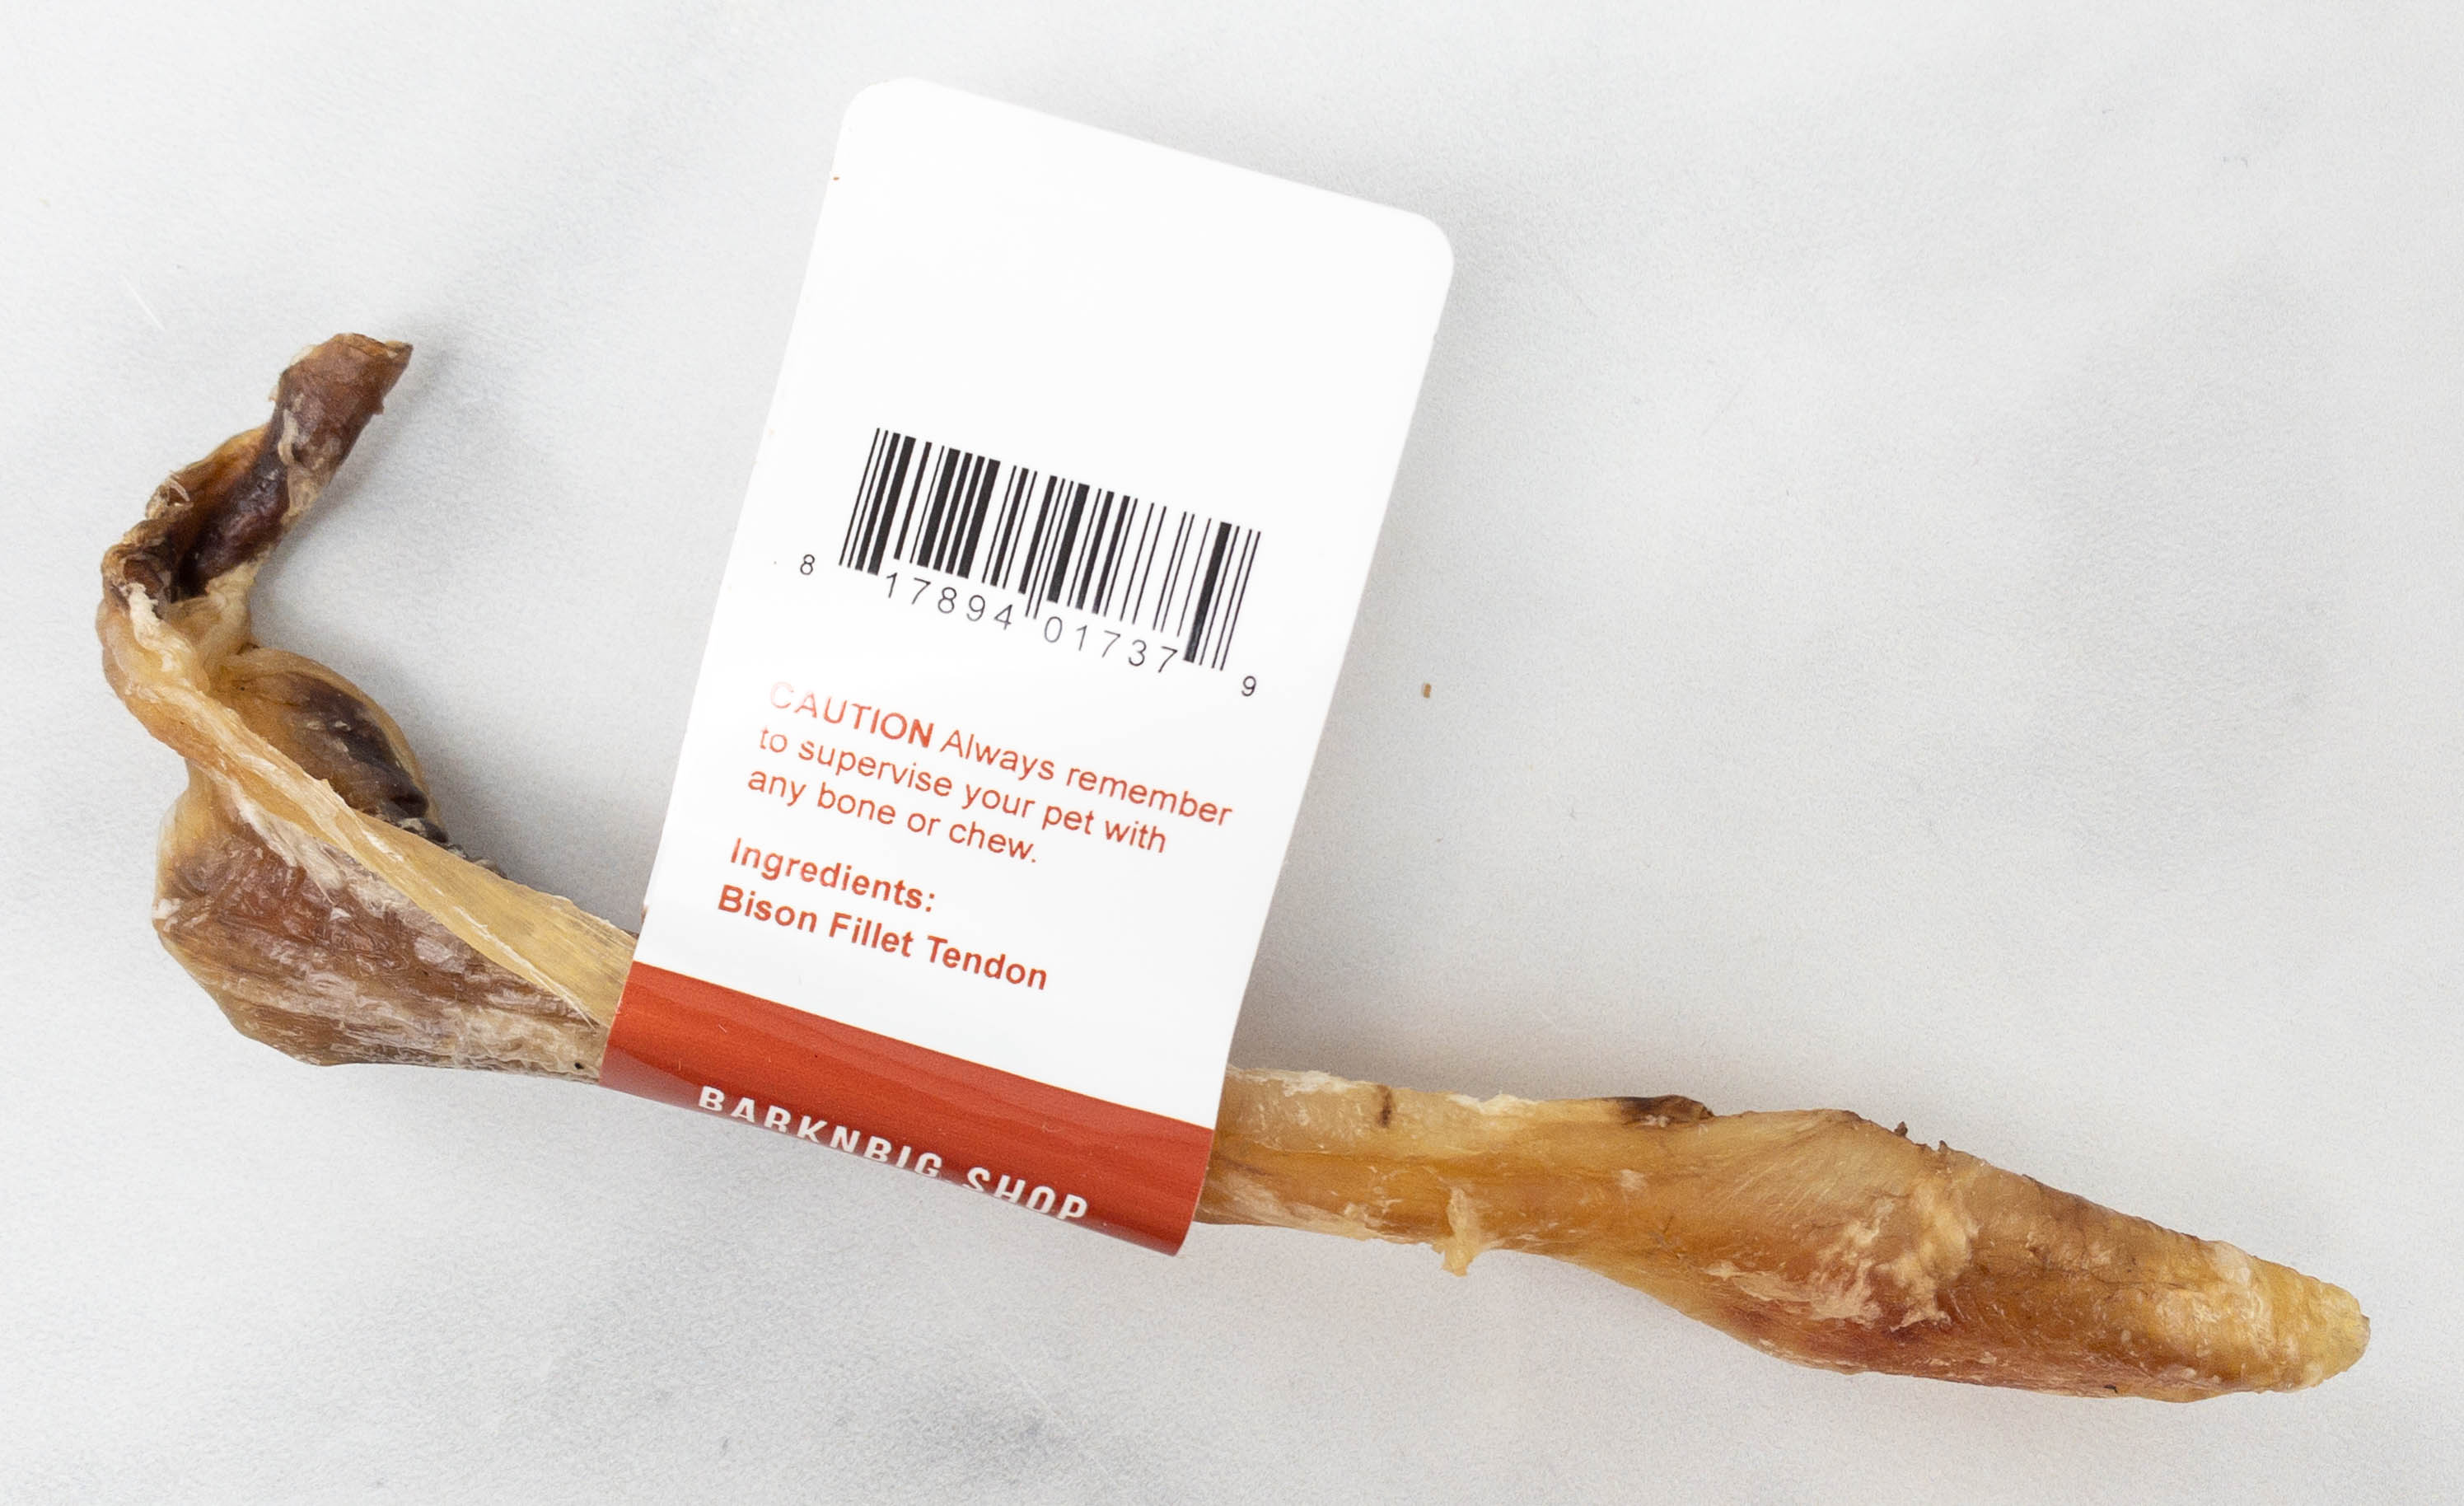 8 17894 01737 9
CAUTION Always remember
to supervise your pet with
any bone or chew.
Ingredients:
Bison Fillet Tendon
BARKNBIG SHOP